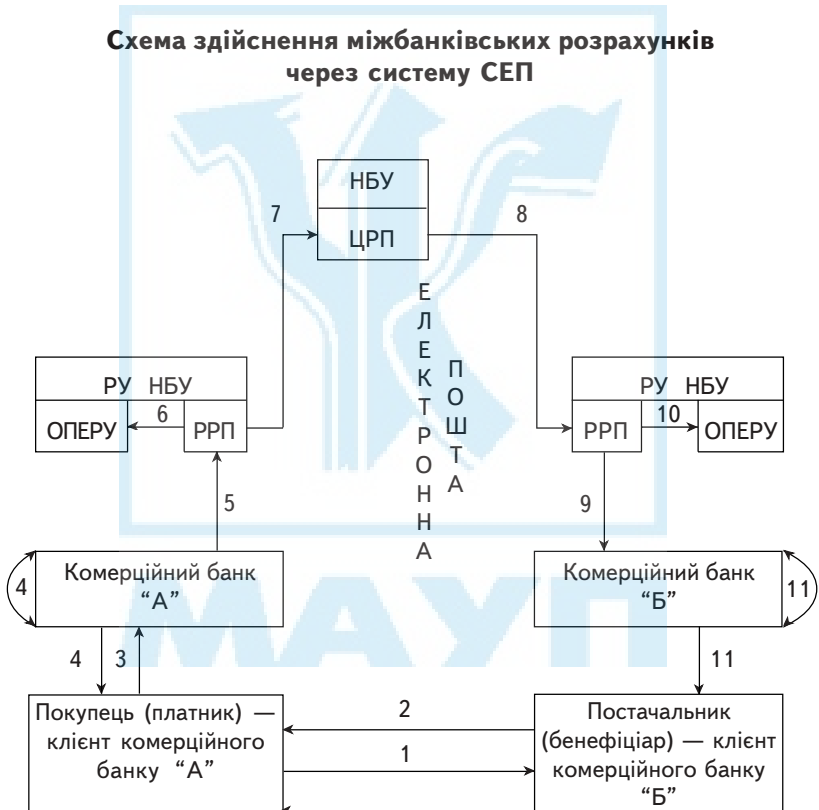 Схема здійснення міжбанківських розрахунків
через систему СЕП
НБУ
7
8
ЦРП
ЕЛЕКТРОННА
ПОШТА
РУ НБУ
РУ НБУ
ОПЕРУ
6
РРП
РРП
10
ОПЕРУ
5
9
4
Комерційний банк
“А”
Комерційний банк
“Б”
11
МАУП
4
3
11
Покупець (платник) —
клієнт комерційного
банку “А”
2
1
Постачальник
(бенефіціар) — клієнт
комерційного банку
“Б”